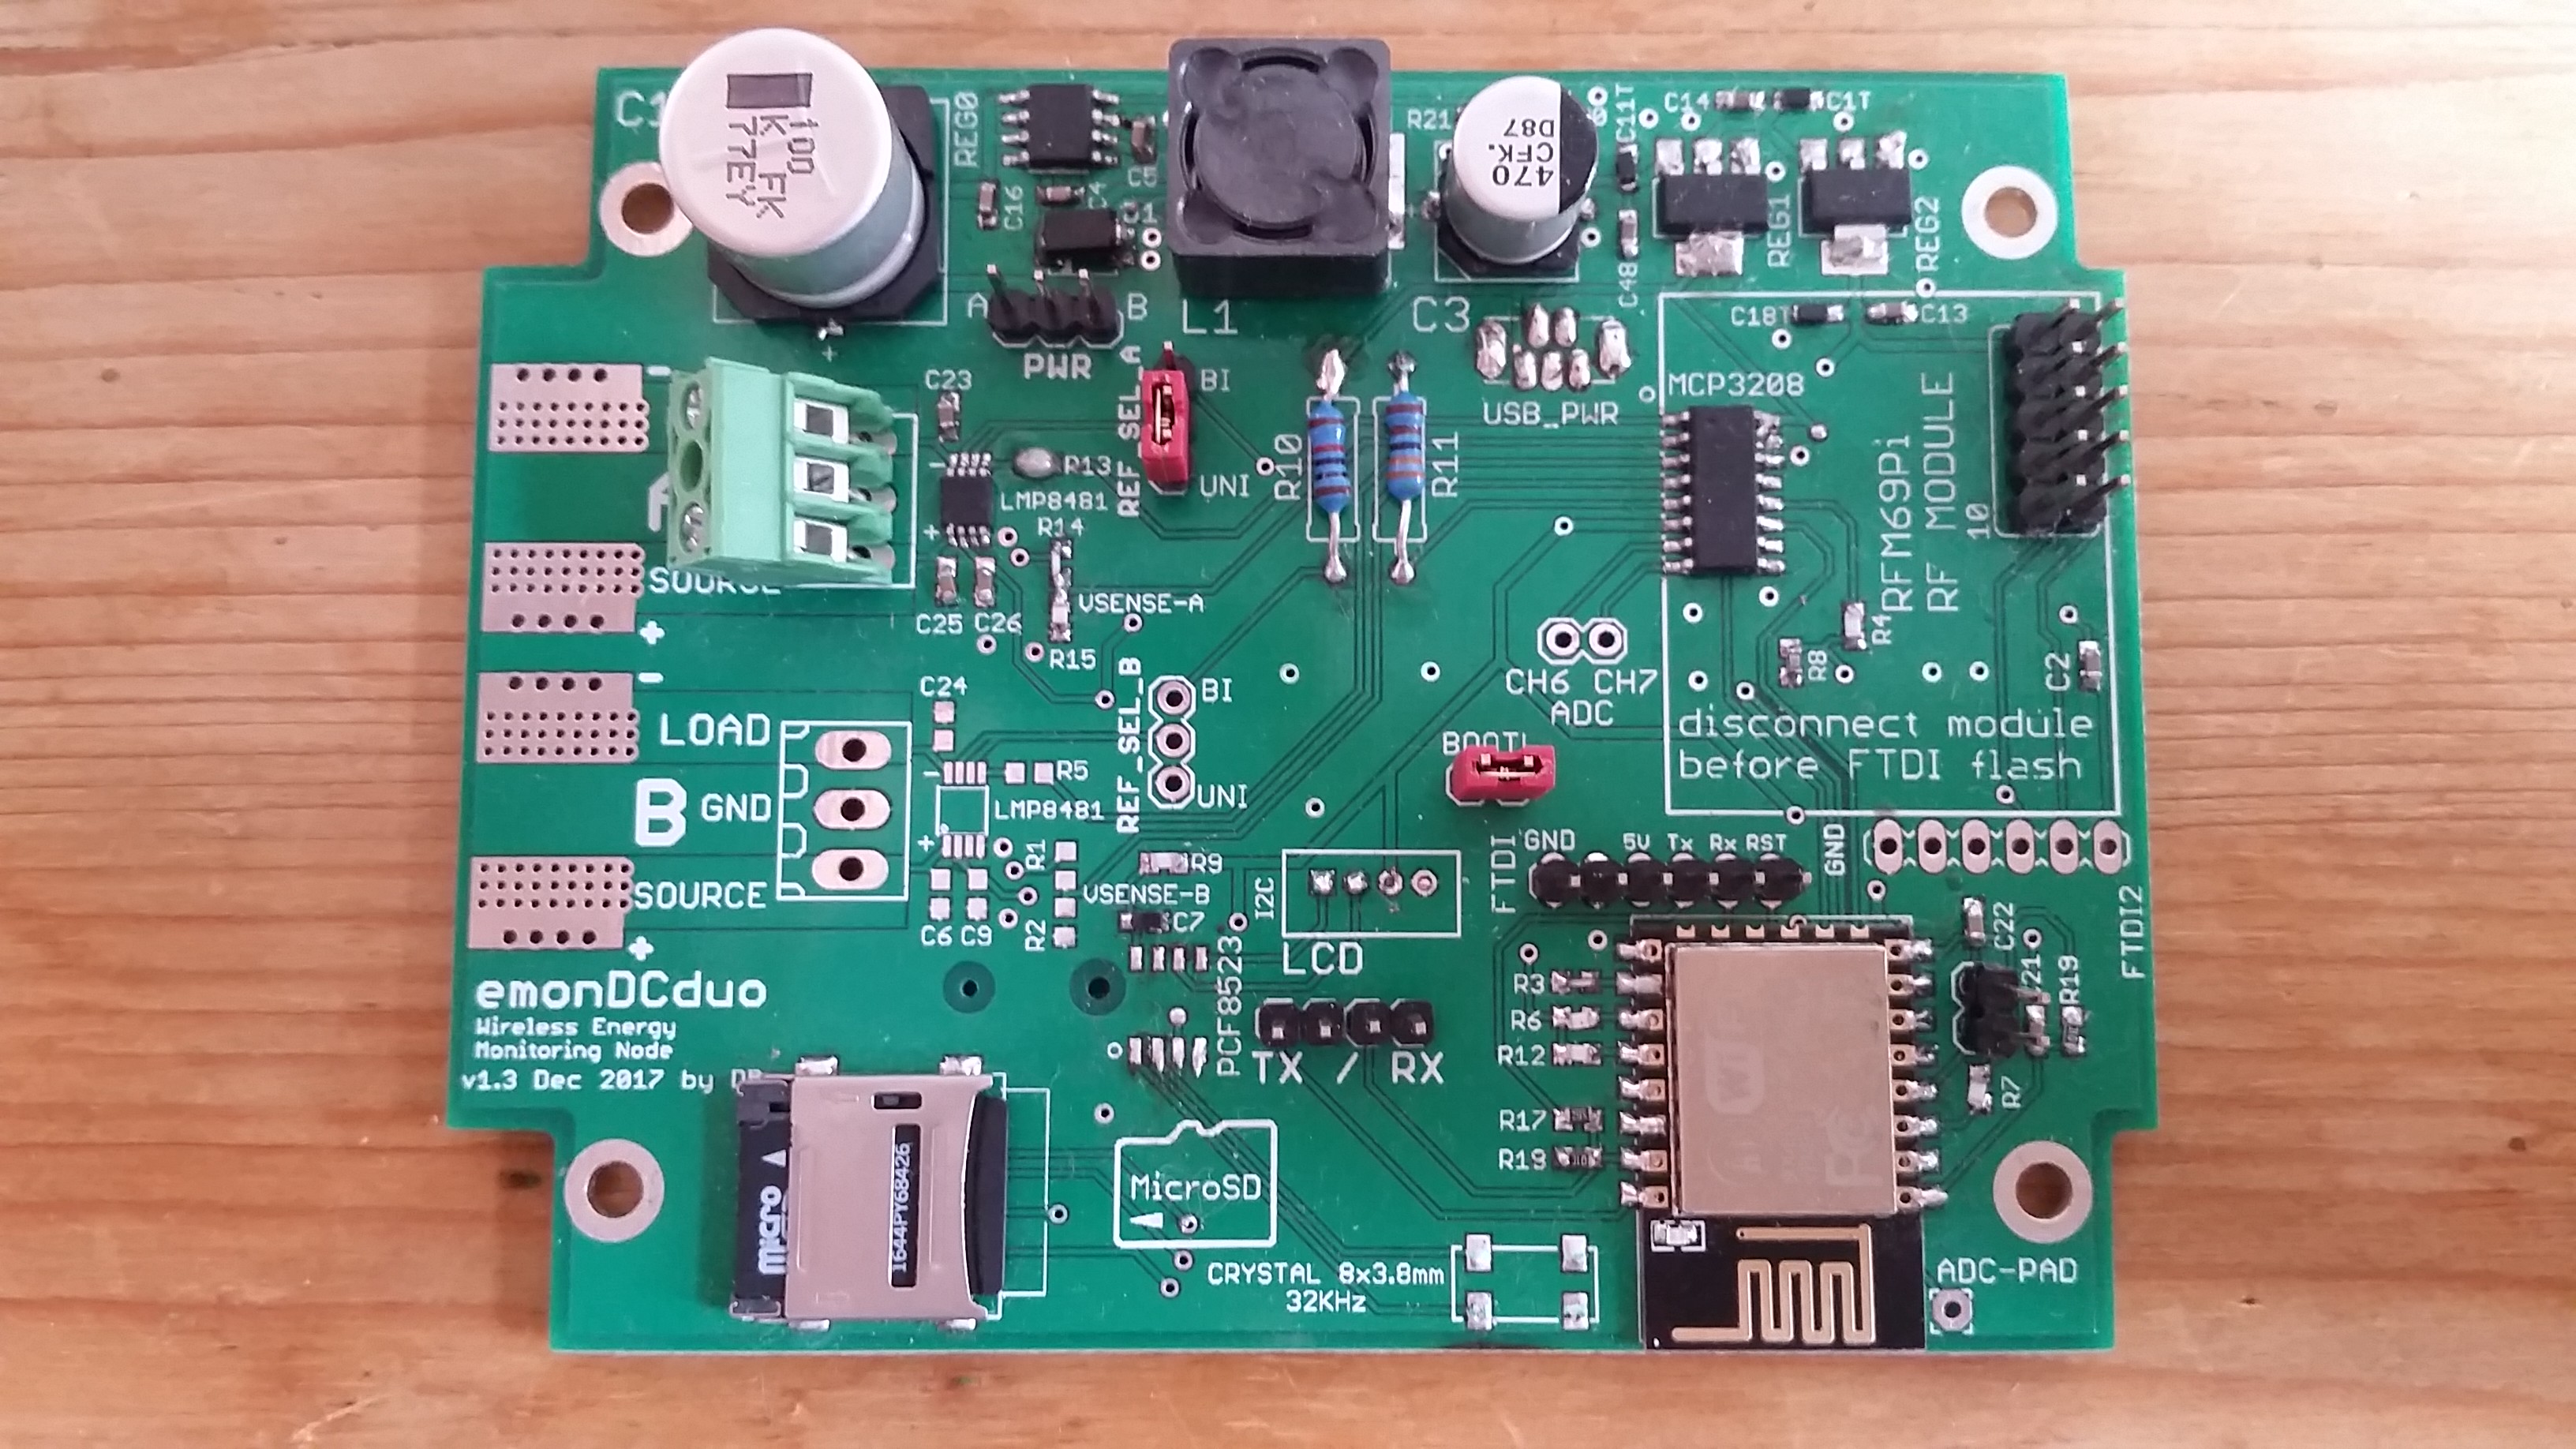 C1
100
K FK
77EY
REG0
C16
C4
C5
A
B
PWR
L1
R21
470
CFK.
D87
C3
C11T
C14
C1T
C48
REG1
REG2
USB_PWR
C18T
C13
MCP3208
RFM69Pi
RF MODULE
10
R4
R8
C2
disconnect module
before FTDI flash
-
SOURCE
+
C23
-
R13
LMP8481
+
R14
C25
C26
VSENSE-A
R15
REF_SEL_A
BI
UNI
R10
R11
CH6 CH7
ADC
-
LOAD
B
GND
SOURCE
+
C24
-
R5
LMP8481
+
R1
C6 C9
R2
REF_SEL_B
BI
UNI
R9
VSENSE-B
C7
PCF8523
I2C
LCD
TX / RX
FTDI
GND
5V
Tx
Rx
RST
GND
FTDI2
C22
R19
R7
R3
R6
R12
R17
emonDCduo
Wireless Energy
Monitoring Node
v1.3 Dec 2017 by
micro
1644PY68426
MicroSD
CRYSTAL 8x3.8mm
32KHz
ADC-PAD